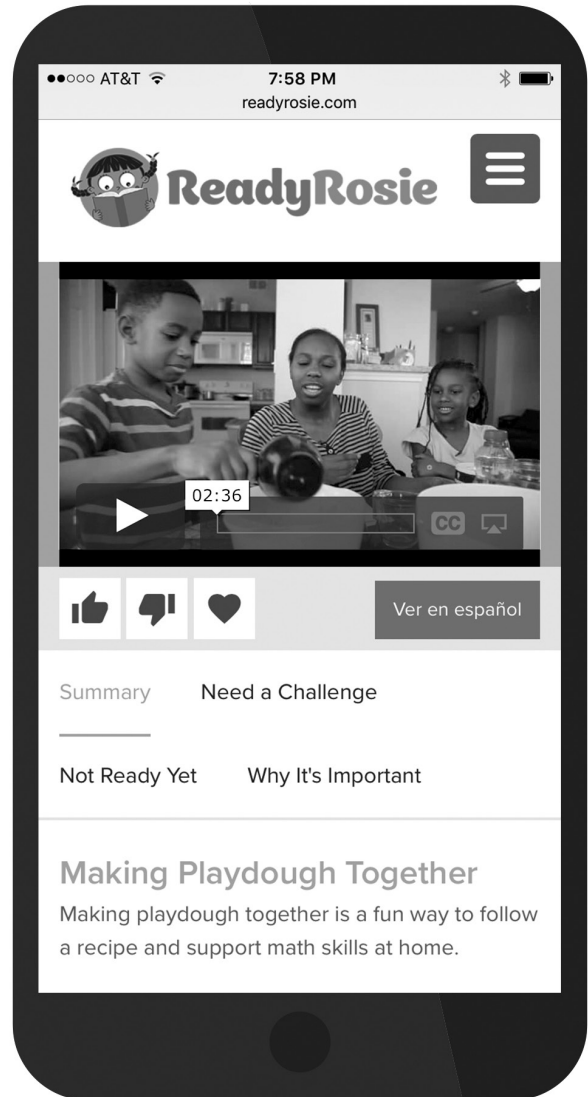 AT&T 7:58 PM
readyrosie.com
ReadyRosie
02:36
CC
Ver en español
Summary Need a Challenge
Not Ready Yet Why It's Important
Making Playdough Together
Making playdough together is a fun way to follow
a recipe and support math skills at home.